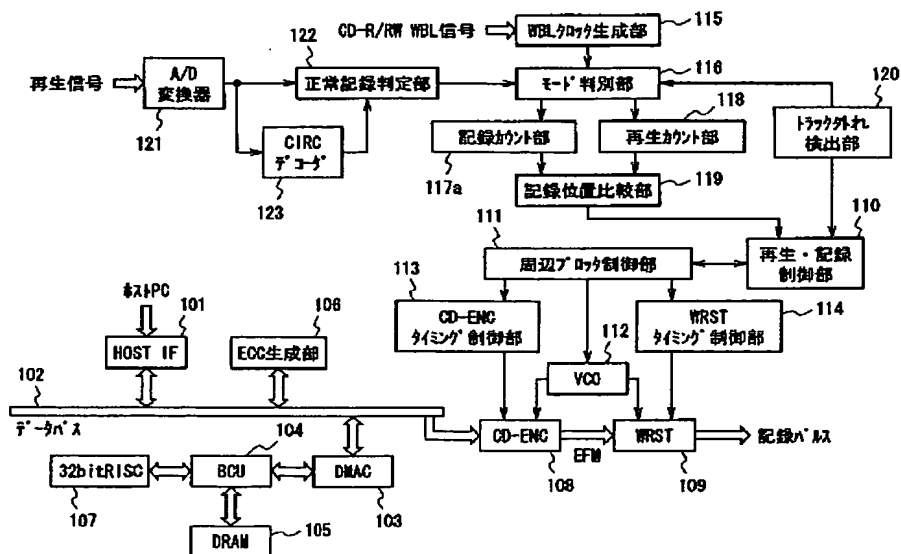 CD-R/RW WBL信号
WBLクロック生成部
115
122
A/D
変換器
再生信号
121
正常記録判定部
モード判別部
116
120
118
CIRC
デコーダ
123
記録カウント部
117a
再生カウント部
トラック外れ
検出部
記録位置比較部
119
110
111
周辺ブロック制御部
再生・記録
制御部
113
CD-ENC
タイミング制御部
WRST
タイミング制御部
114
ホストPC
101
HOST IF
106
ECC生成部
112
VCO
102
データバス
104
32bitRISC
107
BCU
DMAC
103
CD-ENC
108
EFM
WRST
109
記録パルス
DRAM
105